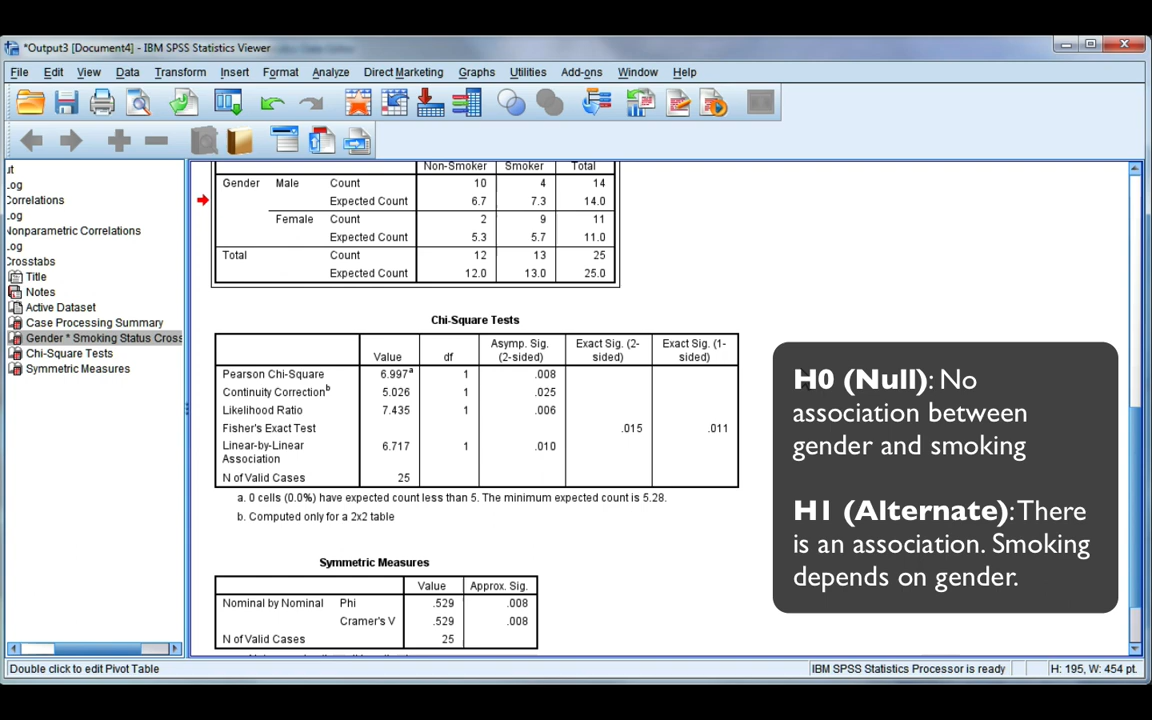 *Output3 [Document4] - IBM SPSS Statistics Viewer
File Edit View Data Transform Insert Format Analyze Direct Marketing Graphs Utilities Add-ons Window Help
ut
Log
Correlations
Log
Nonparametric Correlations
Log
Crosstabs
Title
Notes
Active Dataset
Case Processing Summary
Gender * Smoking Status Cross
Chi-Square Tests
Symmetric Measures
Non-Smoker Smoker Total
Gender Male Count 10 4 14
Expected Count 6.7 7.3 14.0
Female Count 2 9 11
Expected Count 5.3 5.7 11.0
Total Count 12 13 25
Expected Count 12.0 13.0 25.0
Chi-Square Tests
Value df Asymp. Sig. (2-sided) Exact Sig. (2-sided) Exact Sig. (1-sided)
Pearson Chi-Square 6.997a 1 .008
Continuity Correctionb 5.026 1 .025
Likelihood Ratio 7.435 1 .006
Fisher's Exact Test .015 .011
Linear-by-Linear Association 6.717 1 .010
N of Valid Cases 25
a. 0 cells (0.0%) have expected count less than 5. The minimum expected count is 5.28.
b. Computed only for a 2x2 table
Symmetric Measures
Value Approx. Sig.
Nominal by Nominal Phi .529 .008
Cramer's V .529 .008
N of Valid Cases 25
H0 (Null): No
association between
gender and smoking
H1 (Alternate): There
is an association. Smoking
depends on gender.
Double click to edit Pivot Table
IBM SPSS Statistics Processor is ready
H: 195, W: 454 pt.